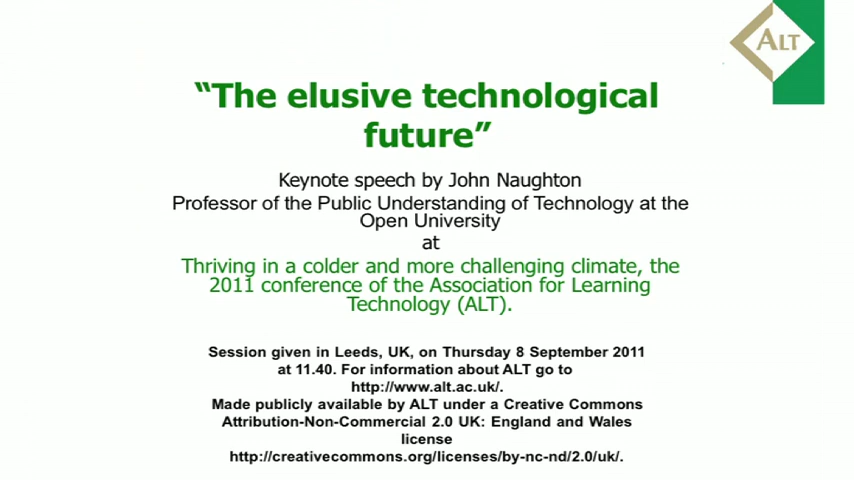 ALT
“The elusive technological
future”
Keynote speech by John Naughton
Professor of the Public Understanding of Technology at the
Open University
at
Thriving in a colder and more challenging climate, the
2011 conference of the Association for Learning
Technology (ALT).
Session given in Leeds, UK, on Thursday 8 September 2011
at 11.40. For information about ALT go to
http://www.alt.ac.uk/.
Made publicly available by ALT under a Creative Commons
Attribution-Non-Commercial 2.0 UK: England and Wales
license
http://creativecommons.org/licenses/by-nc-nd/2.0/uk/.